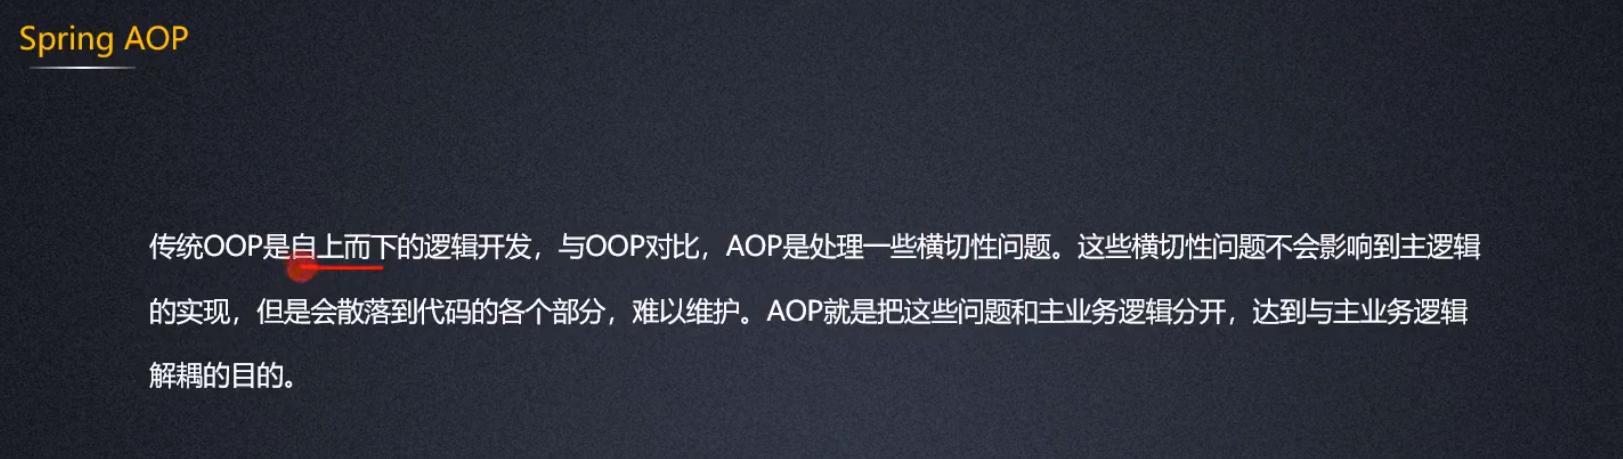 Spring AOP
传统OOP是自上而下的逻辑开发，与OOP对比，AOP是处理一些横切性问题。这些横切性问题不会影响到主逻辑
的实现，但是会散落到代码的各个部分，难以维护。AOP就是把这些问题和主业务逻辑分开，达到与主业务逻辑
解耦的目的。